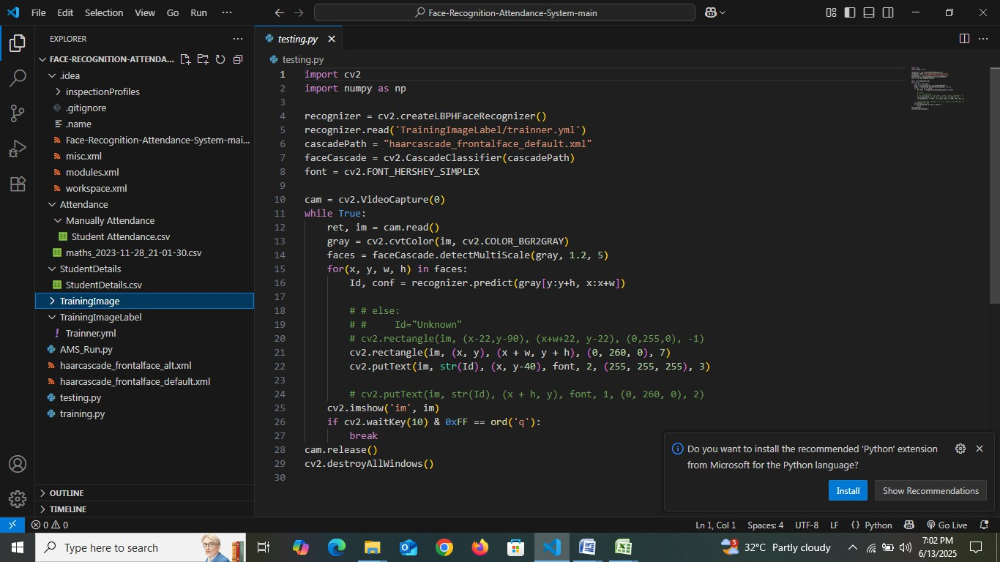 File Edit Selection View Go Run ··· Face-Recognition-Attendance-System-main
EXPLORER
FACE-RECOGNITION-ATTENDA...
.idea
inspectionProfiles
.gitignore
.name
Face-Recognition-Attendance-System-mai...
misc.xml
modules.xml
workspace.xml
Attendance
Manually Attendance
Student Attendance.csv
maths_2023-11-28_21-01-30.csv
StudentDetails
StudentDetails.csv
TrainingImage
TrainingImageLabel
Trainner.yml
AMS_Run.py
haarcascade_frontalface_alt.xml
haarcascade_frontalface_default.xml
testing.py
training.py
OUTLINE
TIMELINE
testing.py
testing.py
1 import cv2
2 import numpy as np
3
4 recognizer = cv2.createLBPHFaceRecognizer()
5 recognizer.read('TrainingImageLabel/trainner.yml')
6 cascadePath = "haarcascade_frontalface_default.xml"
7 faceCascade = cv2.CascadeClassifier(cascadePath)
8 font = cv2.FONT_HERSHEY_SIMPLEX
9
10 cam = cv2.VideoCapture(0)
11 while True:
12     ret, im = cam.read()
13     gray = cv2.cvtColor(im, cv2.COLOR_BGR2GRAY)
14     faces = faceCascade.detectMultiScale(gray, 1.2, 5)
15     for(x, y, w, h) in faces:
16         Id, conf = recognizer.predict(gray[y:y+h, x:x+w])
17
18         # # else:
19         # #     Id="Unknown"
20         # cv2.rectangle(im, (x-22,y-90), (x+w+22, y-22), (0,255,0), -1)
21         cv2.rectangle(im, (x, y), (x + w, y + h), (0, 260, 0), 7)
22         cv2.putText(im, str(Id), (x, y-40), font, 2, (255, 255, 255), 3)
23
24         # cv2.putText(im, str(Id), (x + h, y), font, 1, (0, 260, 0), 2)
25     cv2.imshow('im', im)
26     if cv2.waitKey(10) & 0xFF == ord('q'):
27         break
28 cam.release()
29 cv2.destroyAllWindows()
30
Do you want to install the recommended 'Python' extension
from Microsoft for the Python language?
Install Show Recommendations
0 0 Ln 1, Col 1 Spaces: 4 UTF-8 LF {} Python Go Live
Type here to search 5 32°C Partly cloudy 7:02 PM
6/13/2025